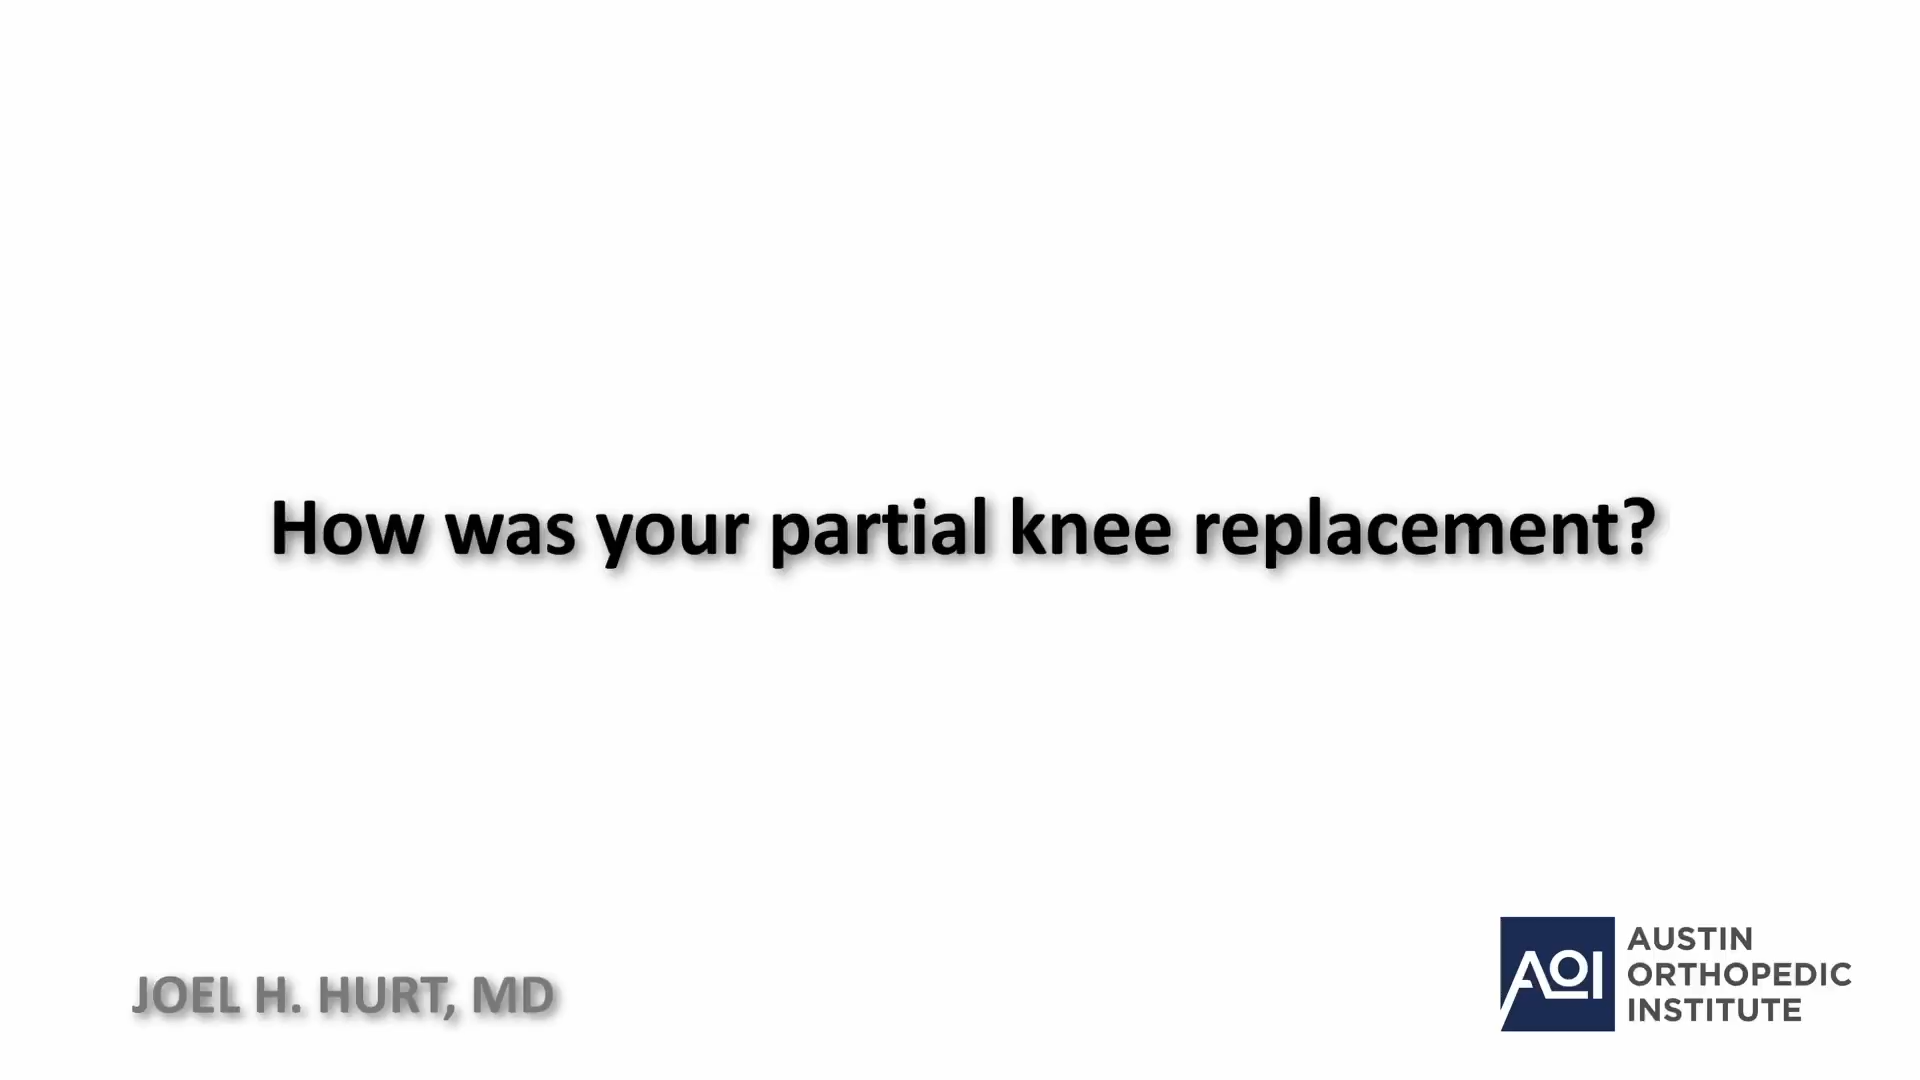 How was your partial knee replacement?
JOEL H. HURT, MD
AOI
AUSTIN
ORTHOPEDIC
INSTITUTE